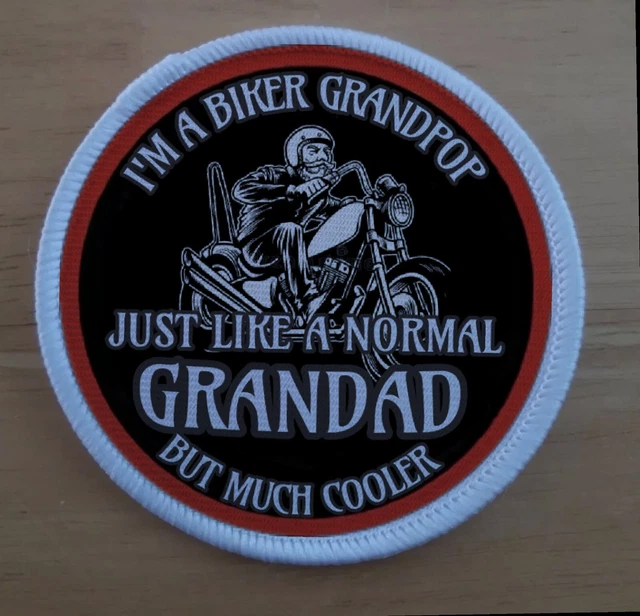 I'M A BIKER GRANDPOP
JUST LIKE A NORMAL
GRANDAD
BUT MUCH COOLER